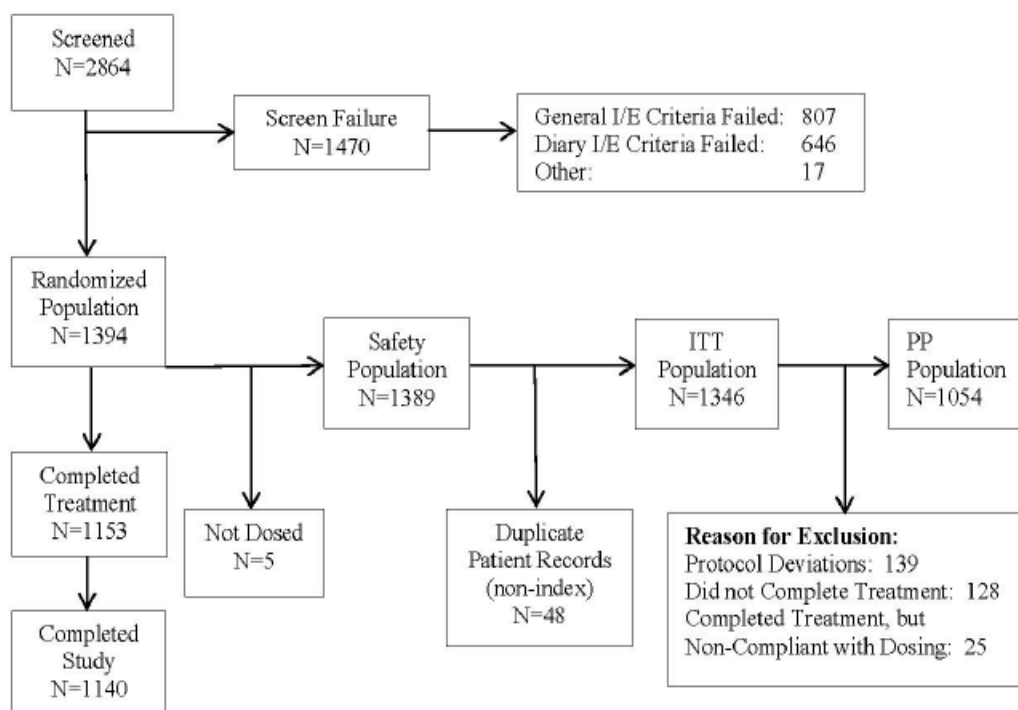 Screened
N=2864
Screen Failure
N=1470
General I/E Criteria Failed: 807
Diary I/E Criteria Failed: 646
Other: 17
Randomized
Population
N=1394
Safety
Population
N=1389
ITT
Population
N=1346
PP
Population
N=1054
Completed
Treatment
N=1153
Not Dosed
N=5
Duplicate
Patient Records
(non-index)
N=48
Reason for Exclusion:
Protocol Deviations: 139
Did not Complete Treatment: 128
Completed Treatment, but
Non-Compliant with Dosing: 25
Completed
Study
N=1140